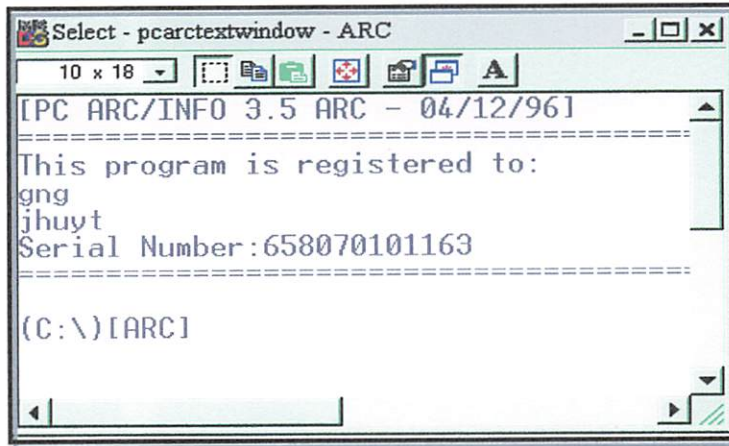 Select - pcarctextwindow - ARC
10 x 18
A
[PC ARC/INFO 3.5 ARC - 04/12/96]
========================================
This program is registered to:
gng
jhuyt
Serial Number:658070101163
========================================
(C:\)[ARC]